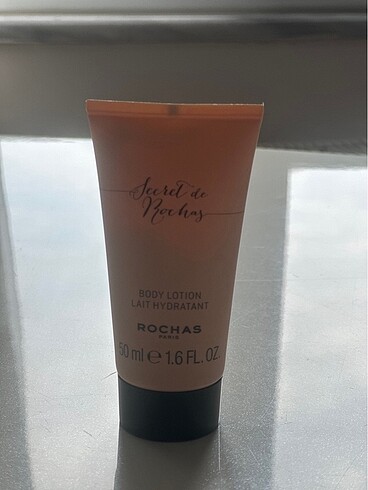 Secret de
Rochas
BODY LOTION
LAIT HYDRATANT
ROCHAS
PARIS
50 ml ℮ 1.6 FL. OZ.